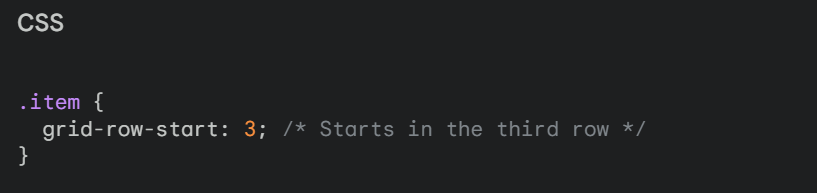 CSS
.item {
  grid-row-start: 3; /* Starts in the third row */
}